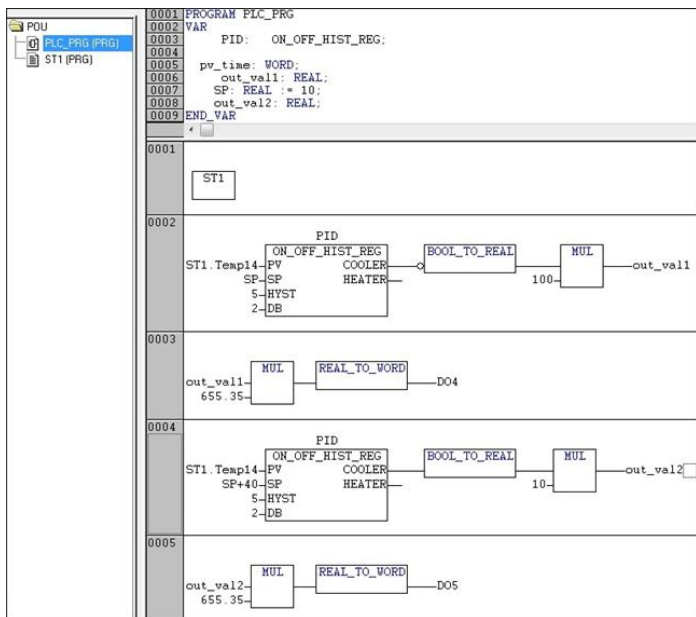 POU
PLC_PRG (PRG)
ST1 (PRG)
0001 PROGRAM PLC_PRG
0002 VAR
0003 PID: ON_OFF_HIST_REG;
0004
0005 pv_time: WORD;
0006 out_val1: REAL;
0007 SP: REAL := 10;
0008 out_val2: REAL;
0009 END_VAR
0001
ST1
0002
PID
ON_OFF_HIST_REG BOOL_TO_REAL MUL
ST1.Temp14 PV COOLER out_val1
SP SP HEATER 100
5 HYST
2 DB
0003
MUL REAL_TO_WORD
out_val1 DO4
655.35
0004
PID
ON_OFF_HIST_REG BOOL_TO_REAL MUL
ST1.Temp14 PV COOLER out_val2
SP+40 SP HEATER 10
5 HYST
2 DB
0005
MUL REAL_TO_WORD
out_val2 DO5
655.35